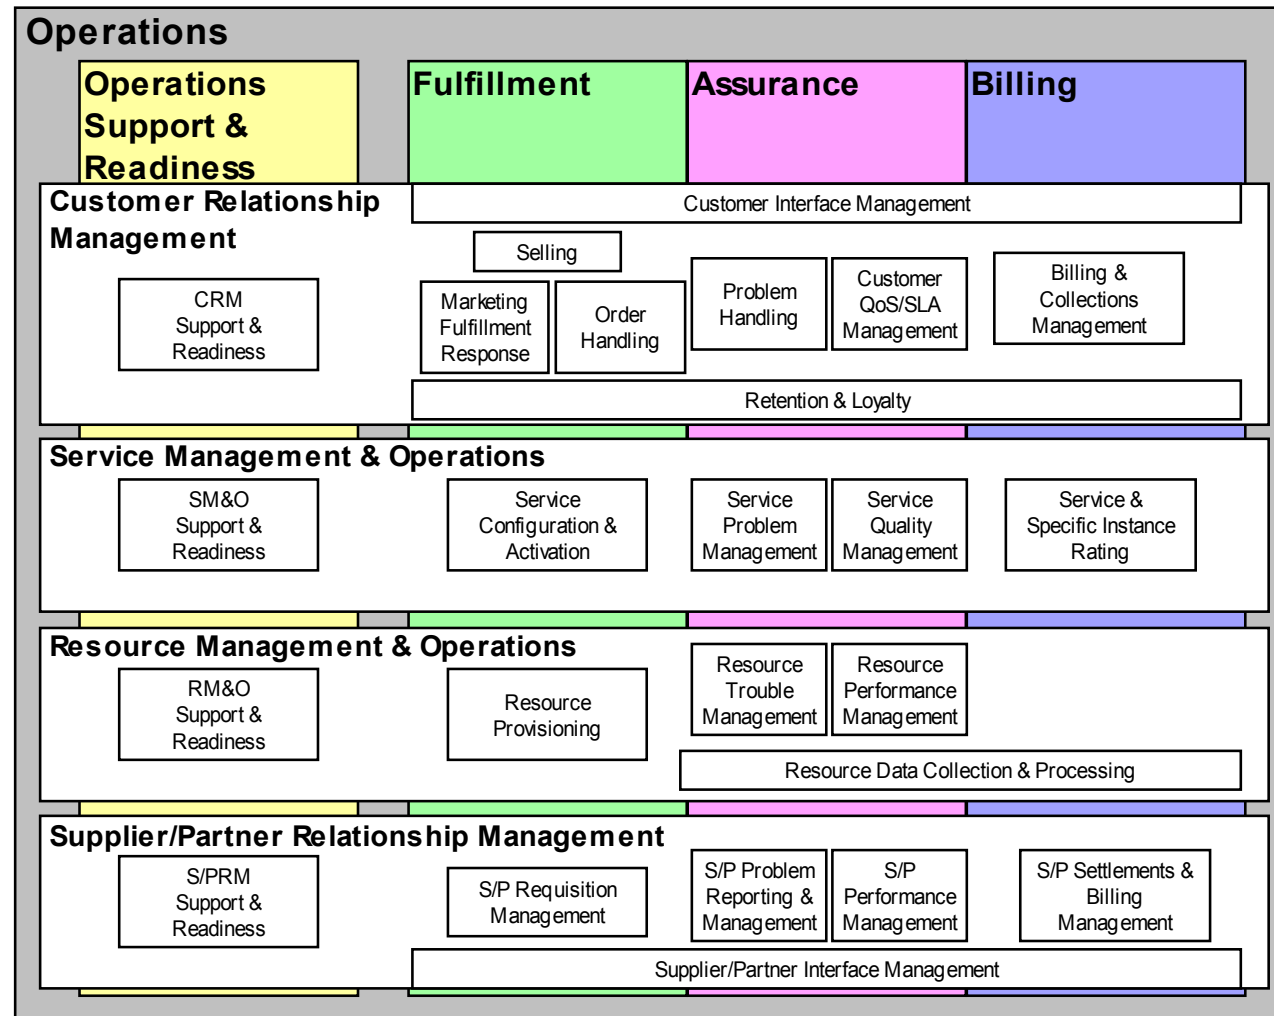 Operations
Operations
Support &
Readiness
Fulfillment
Assurance
Billing
Customer Relationship
Management
Customer Interface Management
Selling
CRM
Support &
Readiness
Marketing
Fulfillment
Response
Order
Handling
Problem
Handling
Customer
QoS/SLA
Management
Billing &
Collections
Management
Retention & Loyalty
Service Management & Operations
SM&O
Support &
Readiness
Service
Configuration &
Activation
Service
Problem
Management
Service
Quality
Management
Service &
Specific Instance
Rating
Resource Management & Operations
RM&O
Support &
Readiness
Resource
Provisioning
Resource
Trouble
Management
Resource
Performance
Management
Resource Data Collection & Processing
Supplier/Partner Relationship Management
S/PRM
Support &
Readiness
S/P Requisition
Management
S/P Problem
Reporting &
Management
S/P
Performance
Management
S/P Settlements &
Billing
Management
Supplier/Partner Interface Management